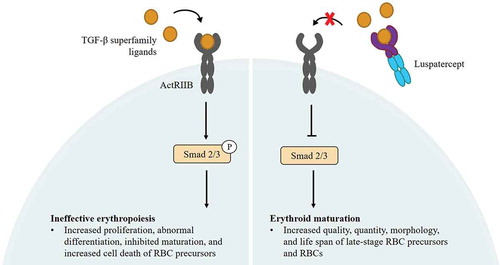 TGF-β superfamily
ligands
Luspatercept
ActRIIB
P
Smad 2/3
Smad 2/3
Ineffective erythropoiesis
• Increased proliferation, abnormal
differentiation, inhibited maturation, and
increased cell death of RBC precursors
Erythroid maturation
• Increased quality, quantity, morphology,
and life span of late-stage RBC precursors
and RBCs